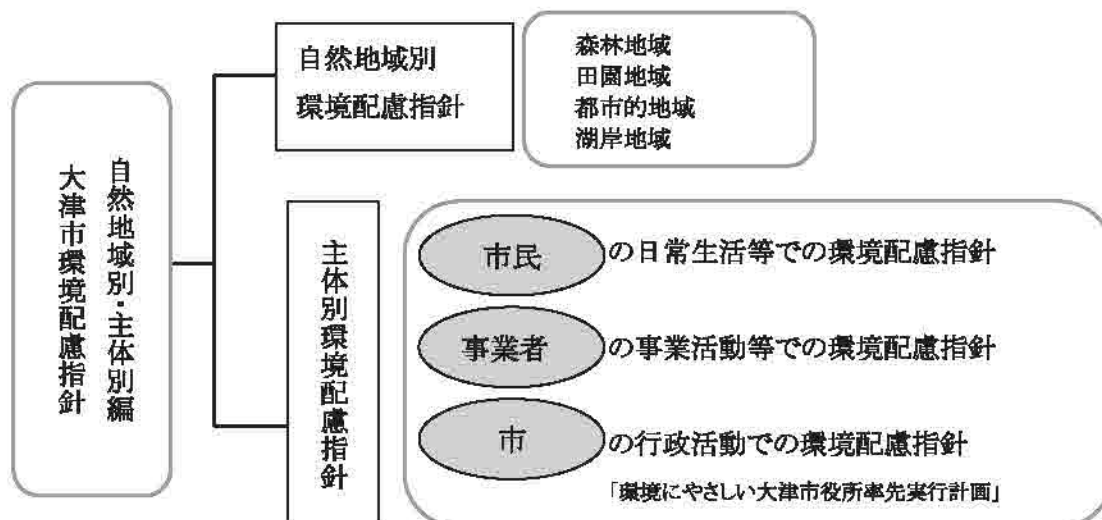 大津市環境配慮指針
自然地域別・主体別編
自然地域別
環境配慮指針
森林地域
田園地域
都市的地域
湖岸地域
主体別環境配慮指針
市民の日常生活等での環境配慮指針
事業者の事業活動等での環境配慮指針
市の行政活動での環境配慮指針
「環境にやさしい大津市役所率先実行計画」